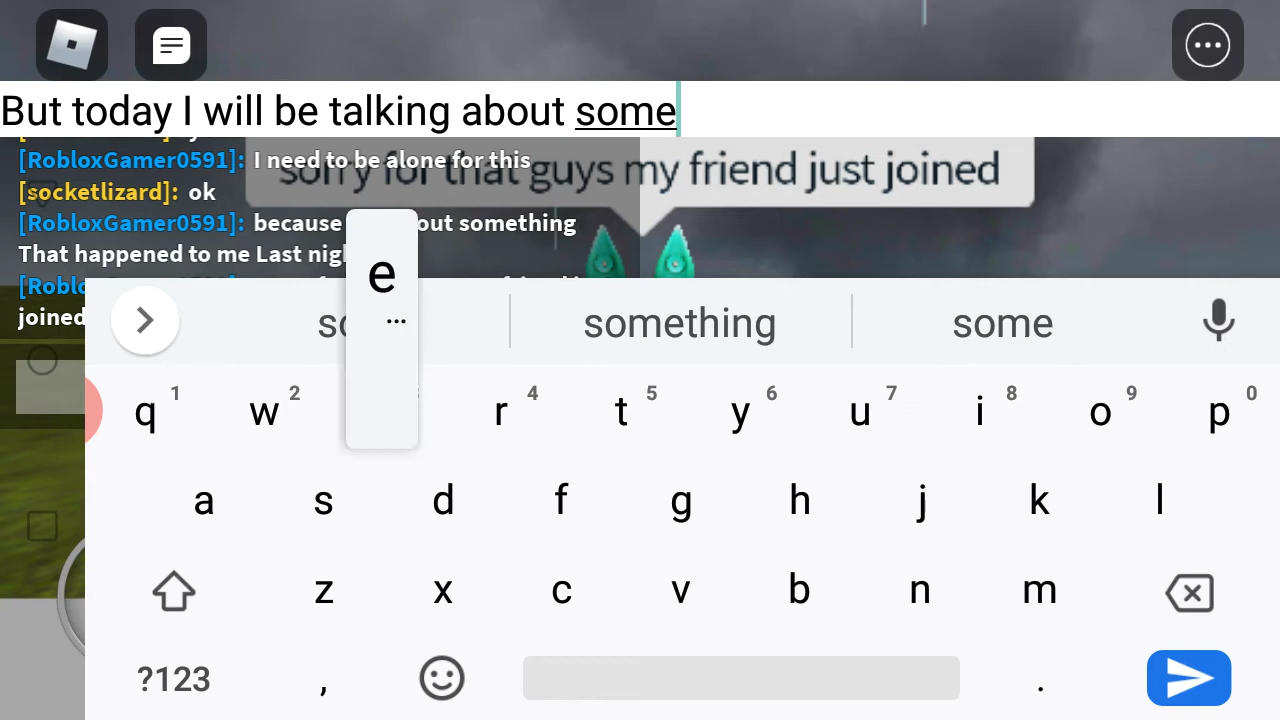 But today I will be talking about some
[RobloxGamer0591]: I need to be alone for this
sorry for that guys my friend just joined
[socketlizard]: ok
[RobloxGamer0591]: because out something
That happened to me Last nig
[Roblo
joined
e
...
so something some
q 1 w 2 r 4 t 5 y 6 u 7 i 8 o 9 p 0
a s d f g h j k l
z x c v b n m
?123 , .